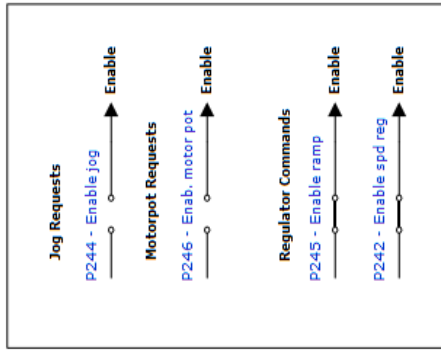 Jog Requests
P244 - Enable jog
Enable
Motorpot Requests
P246 - Enab. motor pot
Enable
Regulator Commands
P245 - Enable ramp
Enable
P242 - Enable spd reg
Enable